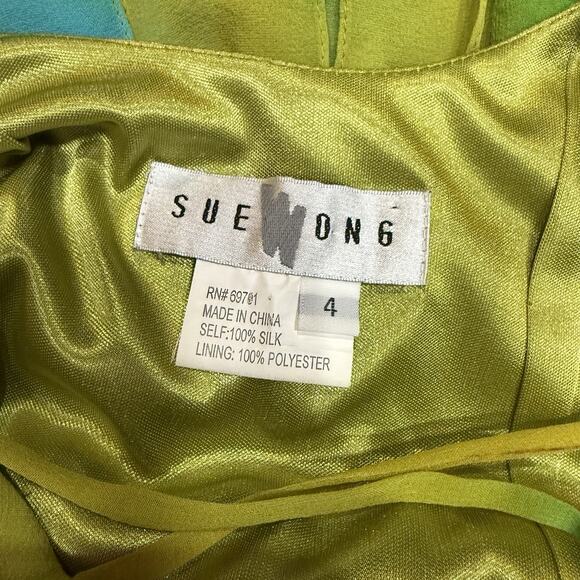 SUE WONG
4
RN# 69701
MADE IN CHINA
SELF:100% SILK
LINING: 100% POLYESTER